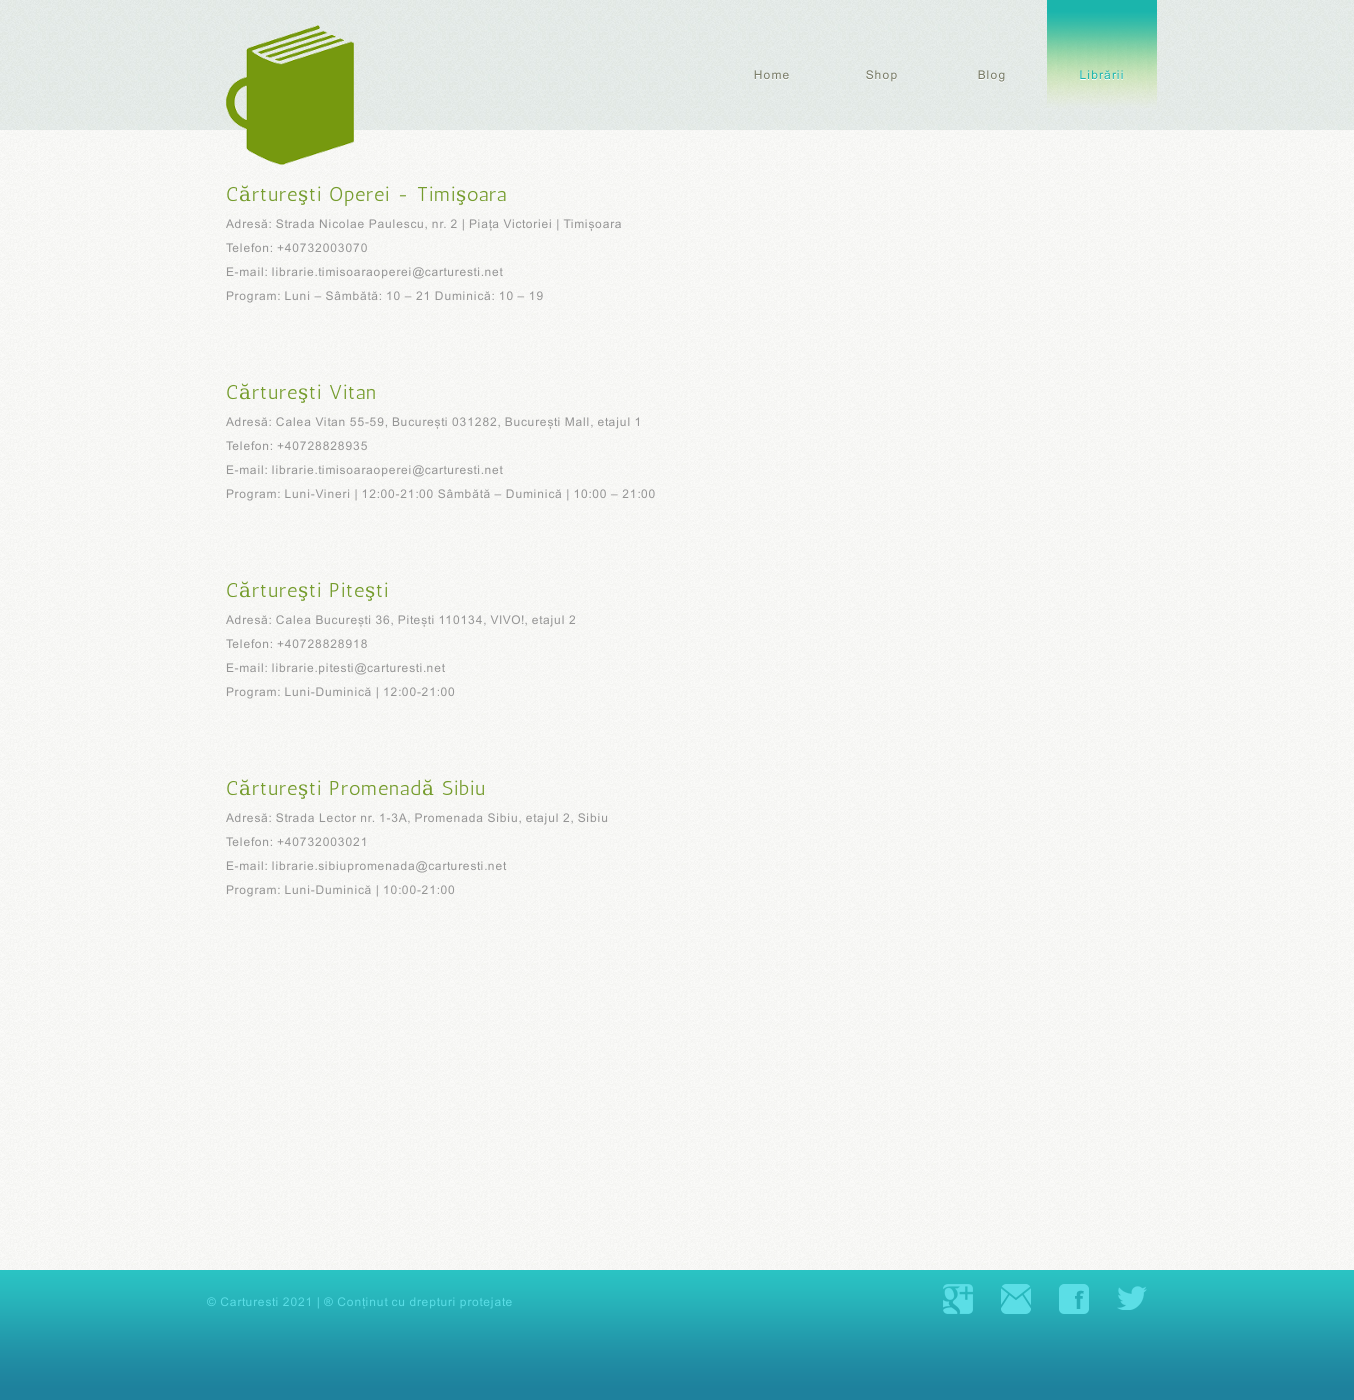 Home
Shop
Blog
Librării
Cărturești Operei - Timișoara
Adresă: Strada Nicolae Paulescu, nr. 2 | Piața Victoriei | Timișoara
Telefon: +40732003070
E-mail: librarie.timisoaraoperei@carturesti.net
Program: Luni – Sâmbătă: 10 – 21 Duminică: 10 – 19
Cărturești Vitan
Adresă: Calea Vitan 55-59, București 031282, București Mall, etajul 1
Telefon: +40728828935
E-mail: librarie.timisoaraoperei@carturesti.net
Program: Luni-Vineri | 12:00-21:00 Sâmbătă – Duminică | 10:00 – 21:00
Cărturești Pitești
Adresă: Calea București 36, Pitești 110134, VIVO!, etajul 2
Telefon: +40728828918
E-mail: librarie.pitesti@carturesti.net
Program: Luni-Duminică | 12:00-21:00
Cărturești Promenadă Sibiu
Adresă: Strada Lector nr. 1-3A, Promenada Sibiu, etajul 2, Sibiu
Telefon: +40732003021
E-mail: librarie.sibiupromenada@carturesti.net
Program: Luni-Duminică | 10:00-21:00
© Carturesti 2021 | ® Conținut cu drepturi protejate